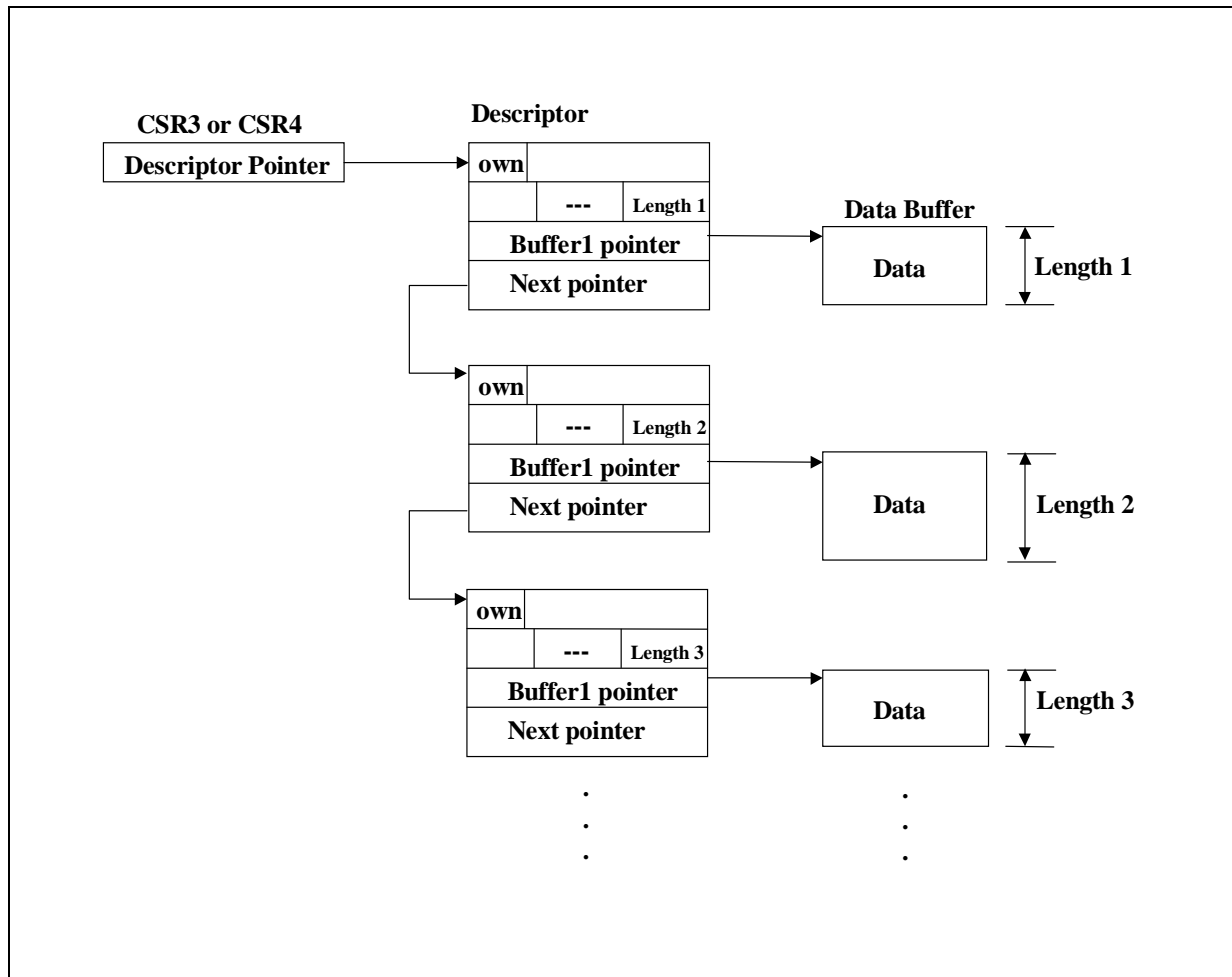 CSR3 or CSR4
Descriptor Pointer
Descriptor
own
--- Length 1
Buffer1 pointer
Next pointer
Data Buffer
Data
Length 1
own
--- Length 2
Buffer1 pointer
Next pointer
Data
Length 2
own
--- Length 3
Buffer1 pointer
Next pointer
Data
Length 3